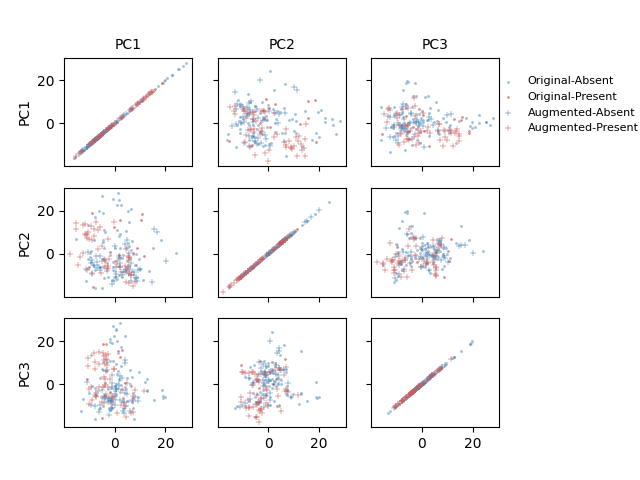 PC1 PC2 PC3
PC1 20 0
Original-Absent
Original-Present
Augmented-Absent
Augmented-Present
PC2 20 0
PC3 20 0
0 20 0 20 0 20